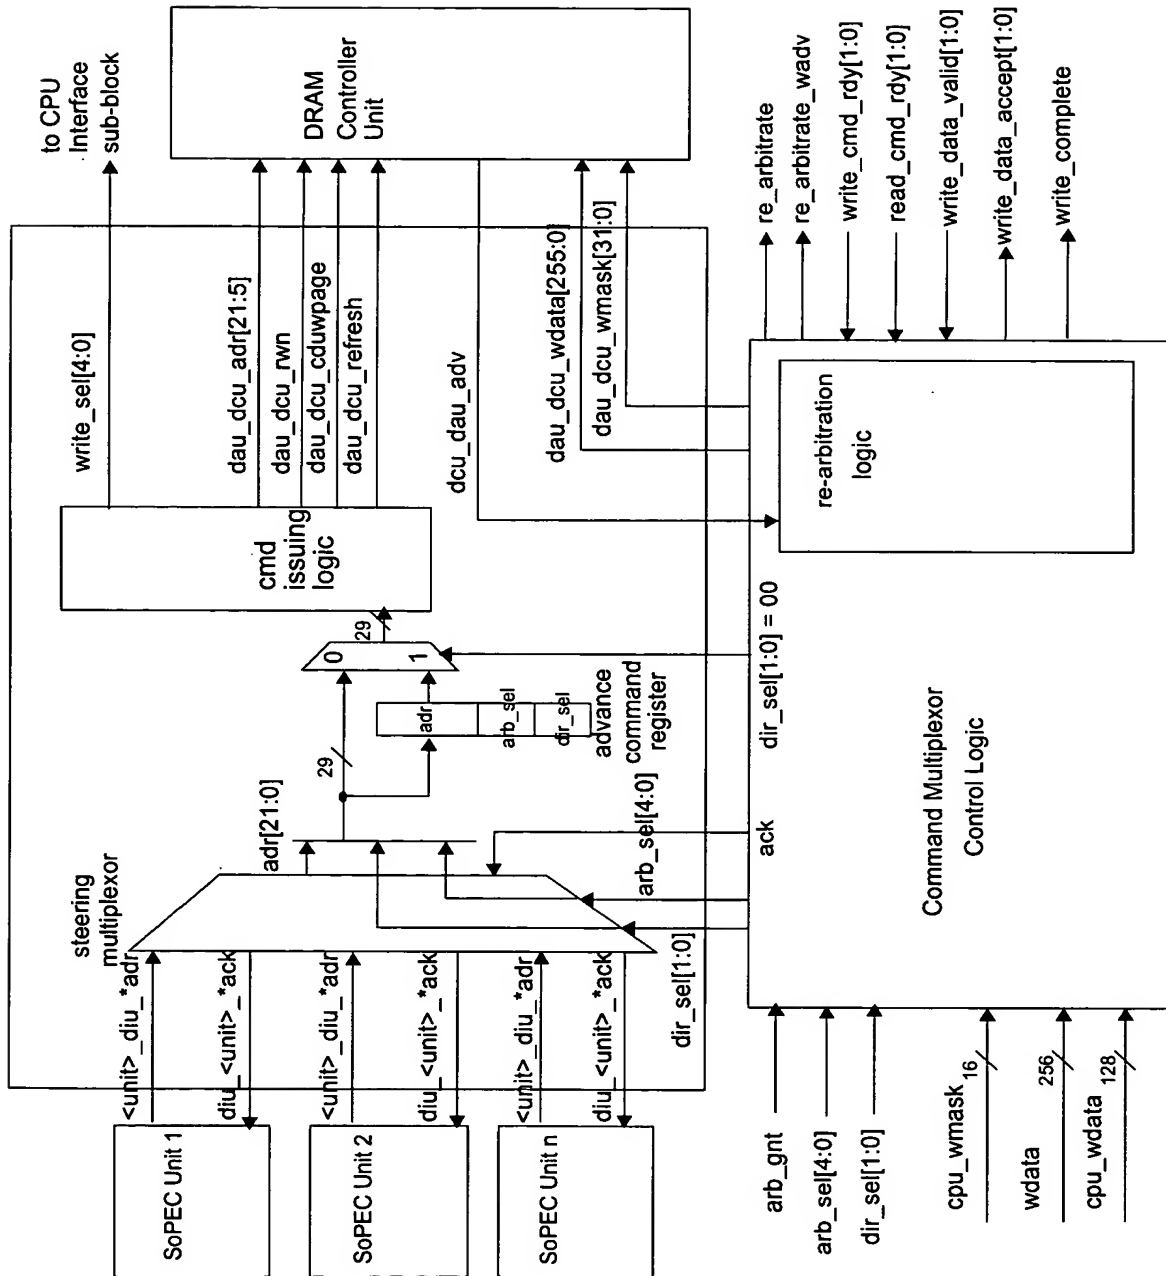 to CPU
Interface
sub-block
DRAM
Controller
Unit
write_sel[4:0]
dau_dcu_adr[21:5]
dau_dcu_rwn
dau_dcu_cduwpage
dau_dcu_refresh
dcu_dau_adv
dau_dcu_wdata[255:0]
dau_dcu_wmask[31:0]
re_arbitrate
re_arbitrate_wadv
write_cmd_rdy[1:0]
read_cmd_rdy[1:0]
write_data_valid[1:0]
write_data_accept[1:0]
write_complete
cmd
issuing
logic
re-arbitration
logic
29
0
1
adr
arb_sel
dir_sel
advance
command
register
29
adr[21:0]
arb_sel[4:0]
dir_sel[1:0] = 00
ack
Command Multiplexor
Control Logic
steering
multiplexor
<unit>_diu_*adr
diu_<unit>_*ack
<unit>_diu_*adr
diu_<unit>_*ack
<unit>_diu_*adr
diu_<unit>_*ack
dir_sel[1:0]
SoPEC Unit 1
SoPEC Unit 2
SoPEC Unit n
arb_gnt
arb_sel[4:0]
dir_sel[1:0]
cpu_wmask
16
wdata
256
cpu_wdata
128